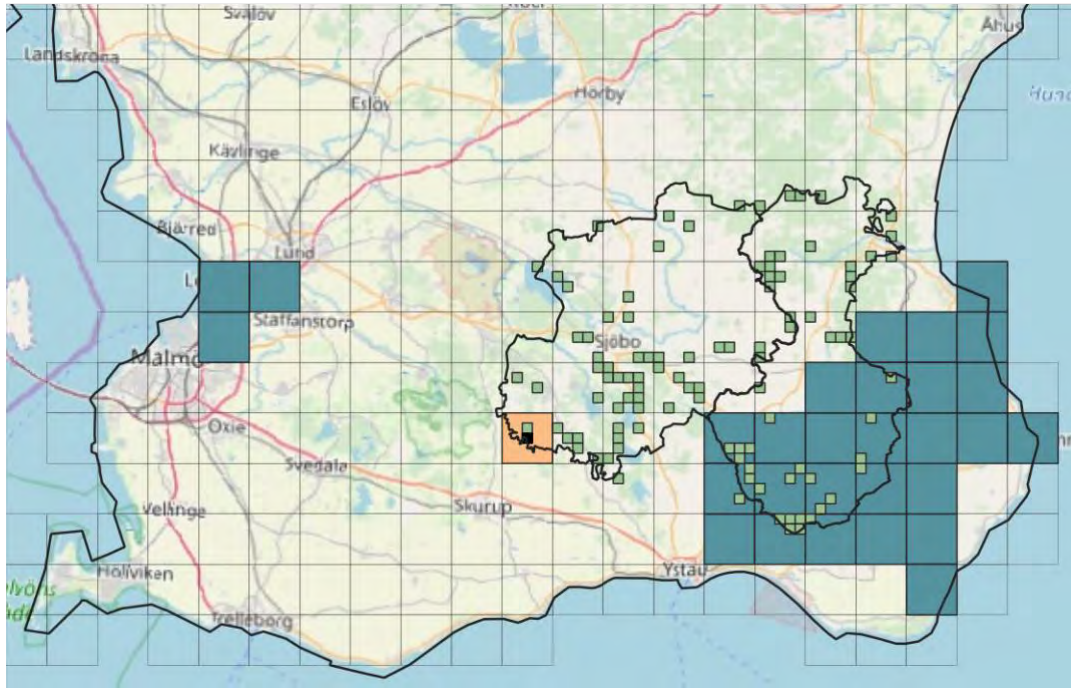 Svalöv
Åhus
Landskrona
Hörby
Eslöv
Kävlinge
Bjärred
Lund
Staffanstorp
Sjöbo
Malmö
Oxie
Svedala
Skurup
Vellinge
Ystad
Höllviken
Trelleborg